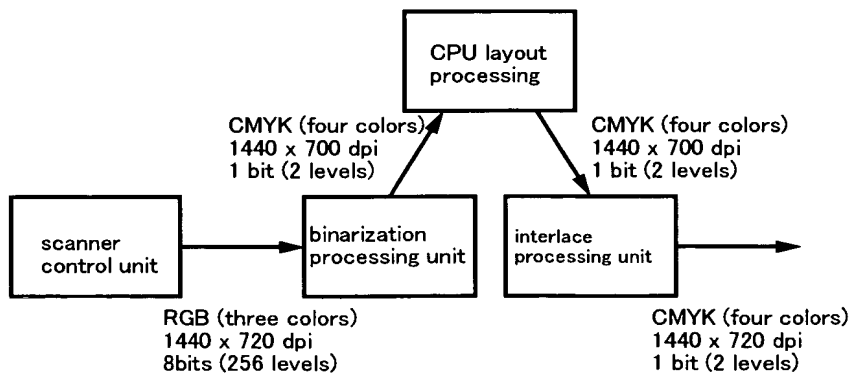 CPU layout
processing
CMYK (four colors)
1440 x 700 dpi
1 bit (2 levels)
CMYK (four colors)
1440 x 700 dpi
1 bit (2 levels)
scanner
control unit
binarization
processing unit
interlace
processing unit
RGB (three colors)
1440 x 720 dpi
8bits (256 levels)
CMYK (four colors)
1440 x 720 dpi
1 bit (2 levels)